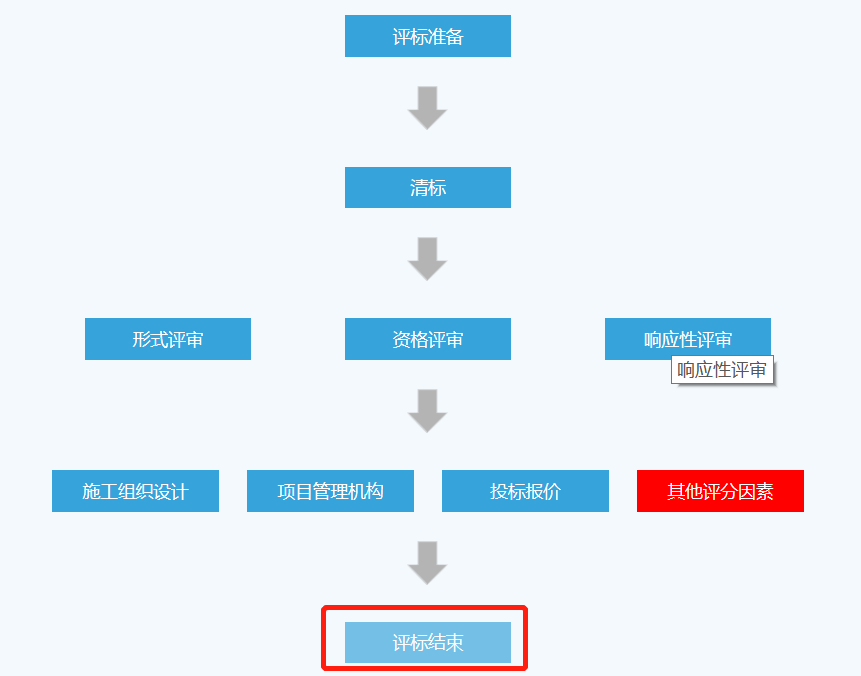 评标准备
清标
形式评审
资格评审
响应性评审
响应性评审
施工组织设计
项目管理机构
投标报价
其他评分因素
评标结束